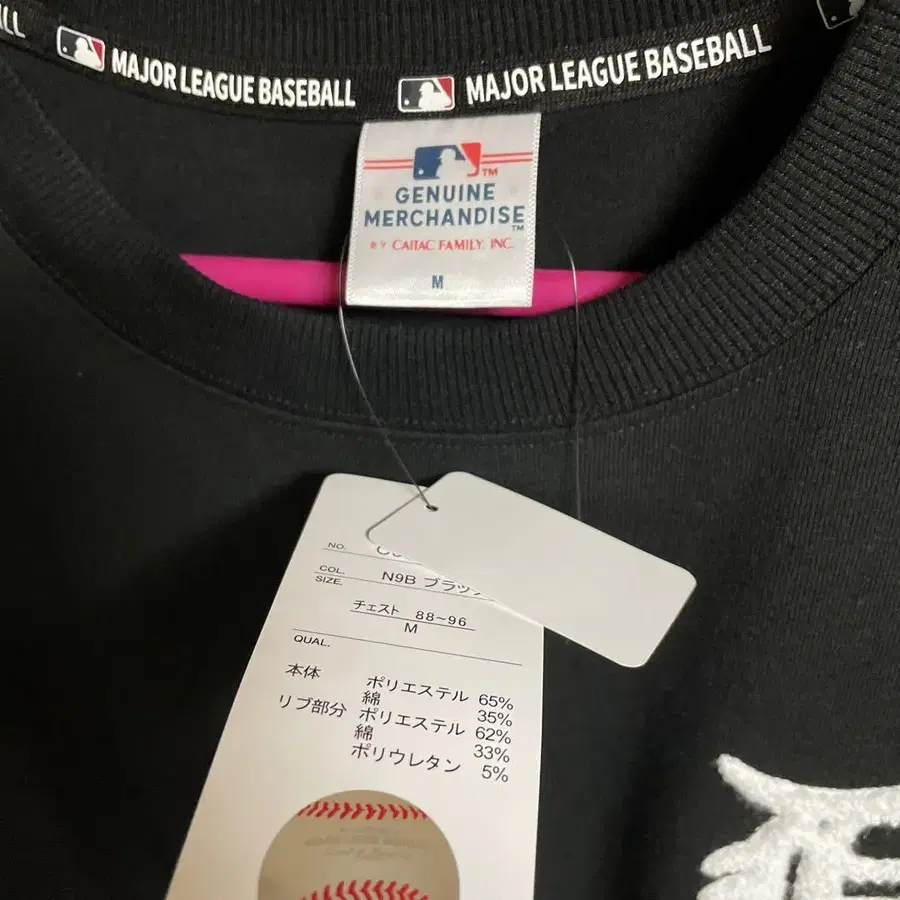 LL
MAJOR LEAGUE BASEBALL
MAJOR LEAGUE BASEBALL
TM
GENUINE
MERCHANDISE
TM
BY CAITAC FAMILY, INC.
M
NO.
COL. N9B ブラッ
SIZE.
チェスト 88~96
M
QUAL.
本体 ポリエステル 65%
綿 35%
リブ部分 ポリエステル 62%
綿 33%
ポリウレタン 5%